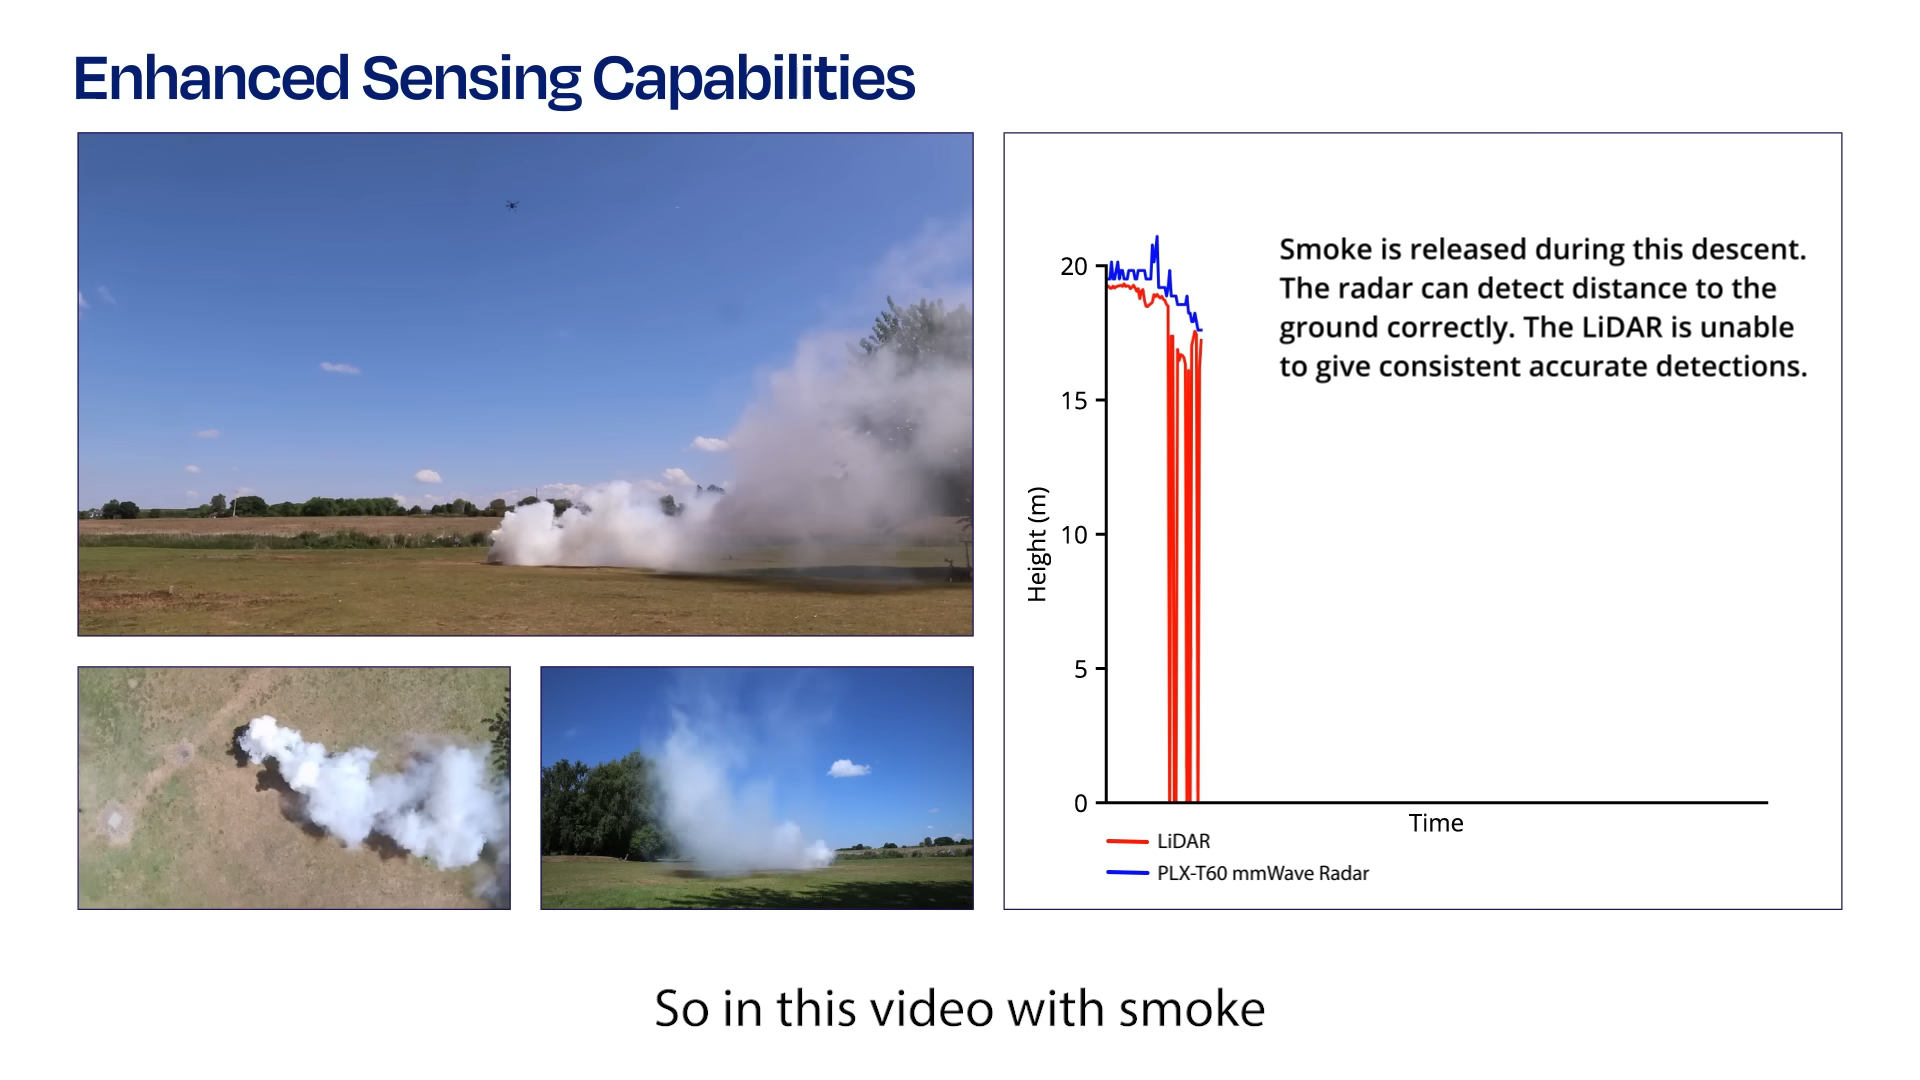 Enhanced Sensing Capabilities
Smoke is released during this descent.
The radar can detect distance to the
ground correctly. The LiDAR is unable
to give consistent accurate detections.
20
15
10
5
0
Height (m)
Time
LiDAR
PLX-T60 mmWave Radar
So in this video with smoke